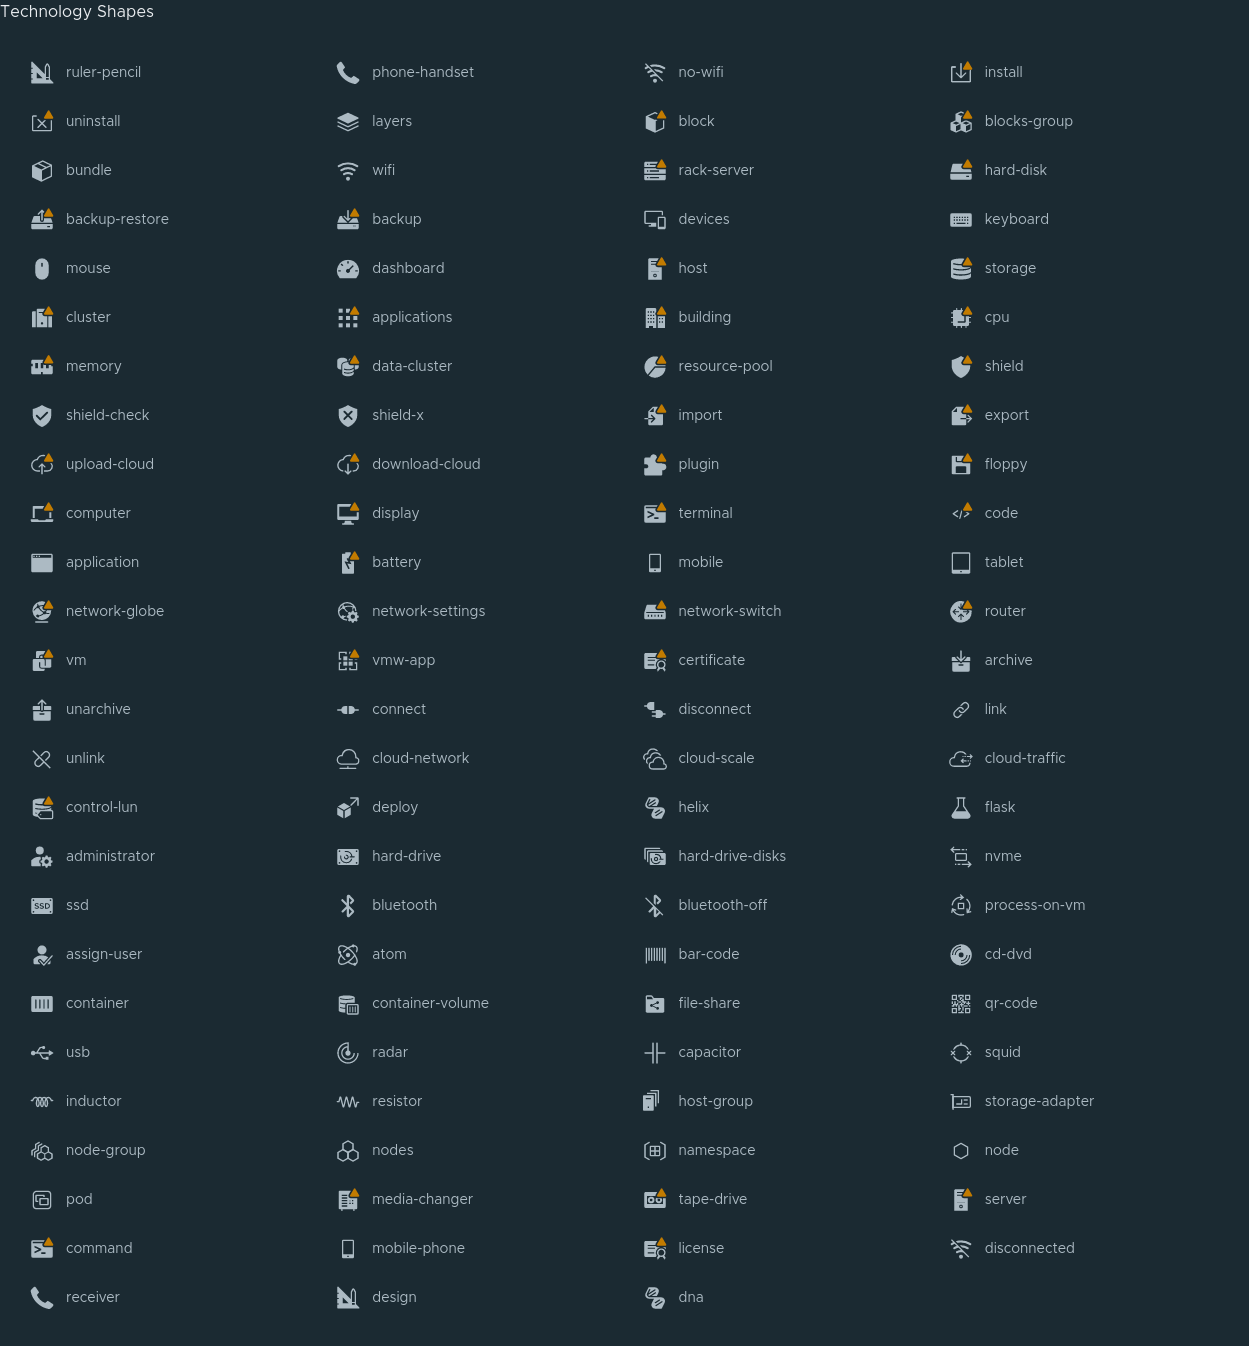 Technology Shapes
ruler-pencil phone-handset no-wifi install
uninstall layers block blocks-group
bundle wifi rack-server hard-disk
backup-restore backup devices keyboard
mouse dashboard host storage
cluster applications building cpu
memory data-cluster resource-pool shield
shield-check shield-x import export
upload-cloud download-cloud plugin floppy
computer display terminal code
application battery mobile tablet
network-globe network-settings network-switch router
vm vmw-app certificate archive
unarchive connect disconnect link
unlink cloud-network cloud-scale cloud-traffic
control-lun deploy helix flask
administrator hard-drive hard-drive-disks nvme
SSD ssd bluetooth bluetooth-off process-on-vm
assign-user atom bar-code cd-dvd
container container-volume file-share qr-code
usb radar capacitor squid
inductor resistor host-group storage-adapter
node-group nodes namespace node
pod media-changer tape-drive server
command mobile-phone license disconnected
receiver design dna